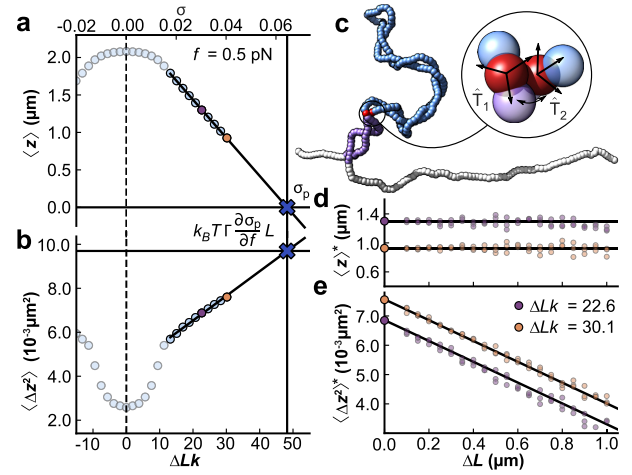 a
σ
-0.02 0.00 0.02 0.04 0.06
f = 0.5 pN
⟨z⟩ (μm)
2.0
1.5
1.0
0.5
0.0
σp
b
kBTΓ ∂σp/∂f L
⟨Δz²⟩ (10⁻³μm²)
10.0
8.0
6.0
4.0
2.0
-10 0 10 20 30 40 50
ΔLk
c
T̂1
T̂2
d
⟨z⟩* (μm)
1.4
1.0
0.8
e
ΔLk = 22.6
ΔLk = 30.1
⟨Δz²⟩* (10⁻³μm²)
7.0
6.0
5.0
4.0
0.0 0.2 0.4 0.6 0.8 1.0
ΔL (μm)